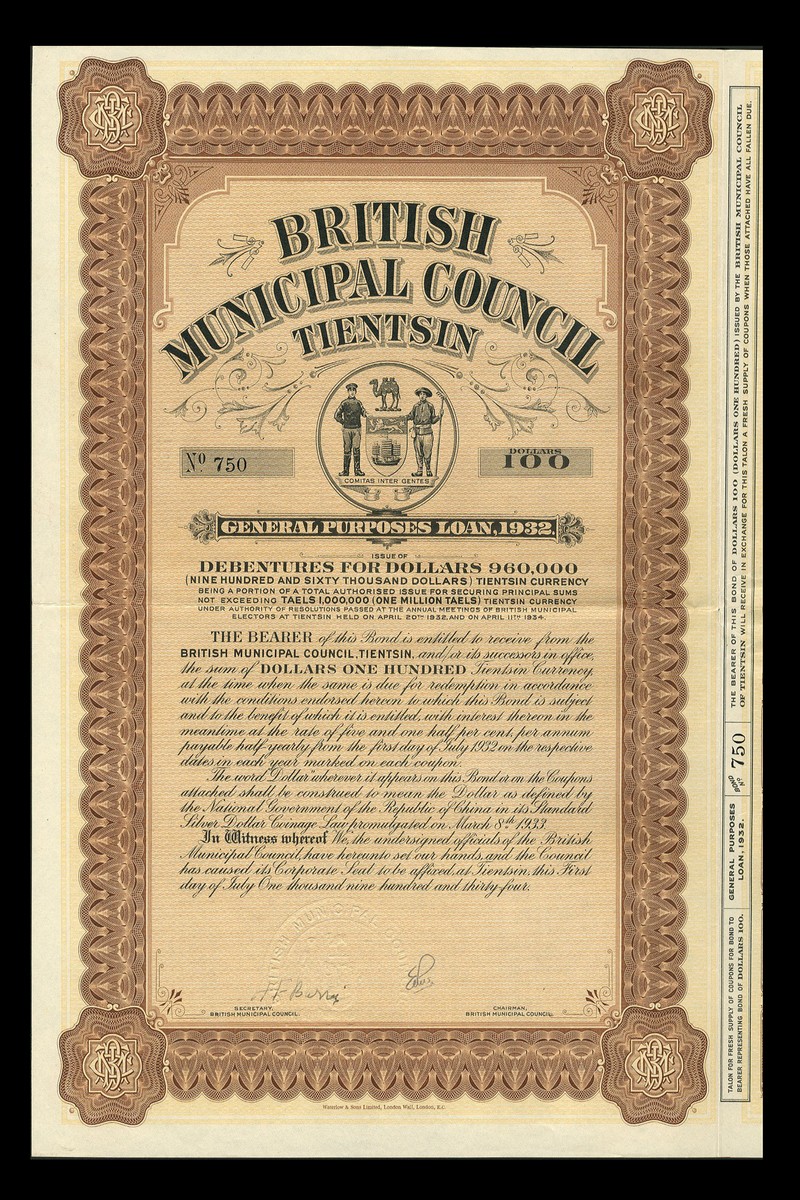 BRITISH
MUNICIPAL COUNCIL
TIENTSIN
COMITAS INTER GENTES
No. 750
DOLLARS
100
GENERAL PURPOSES LOAN, 1932.
ISSUE OF
DEBENTURES FOR DOLLARS 960,000
(NINE HUNDRED AND SIXTY THOUSAND DOLLARS) TIENTSIN CURRENCY
BEING A PORTION OF A TOTAL AUTHORISED ISSUE FOR SECURING PRINCIPAL SUMS
NOT EXCEEDING TAELS 1,000,000 (ONE MILLION TAELS) TIENTSIN CURRENCY
UNDER AUTHORITY OF RESOLUTIONS PASSED AT THE ANNUAL MEETINGS OF BRITISH MUNICIPAL
ELECTORS AT TIENTSIN HELD ON APRIL 20TH 1932, AND ON APRIL 11TH 1934.
THE BEARER of this Bond is entitled to receive from the
BRITISH MUNICIPAL COUNCIL, TIENTSIN, and/or its successors in office,
the sum of DOLLARS ONE HUNDRED Tientsin Currency,
at the time when the same is due for redemption in accordance
with the conditions endorsed hereon to which this Bond is subject
and to the benefit of which it is entitled, with interest thereon in the
meantime at the rate of five and one half per cent, per annum
payable half-yearly from the first day of July 1932 on the respective
dates in each year marked on each coupon.
The word "Dollar" wherever it appears on this Bond or on the Coupons
attached shall be construed to mean the Dollar as defined by
the National Government of the Republic of China in its Standard
Silver Dollar Coinage Law promulgated on March 8th 1933.
In Witness whereof We, the undersigned officials of the British
Municipal Council, have hereunto set our hands, and the Council
has caused its Corporate Seal to be affixed, at Tientsin, this First
day of July One thousand nine hundred and thirty-four.
SECRETARY,
BRITISH MUNICIPAL COUNCIL.
CHAIRMAN,
BRITISH MUNICIPAL COUNCIL.
Waterlow & Sons Limited, London Wall, London, E.C
TALON FOR FRESH SUPPLY OF COUPONS FOR BOND TO
BEARER REPRESENTING BOND OF DOLLARS 100.
GENERAL PURPOSES
LOAN, 1932.
BOND
No. 750
THE BEARER OF THIS BOND OF DOLLARS 100 (DOLLARS ONE HUNDRED) ISSUED BY THE BRITISH MUNICIPAL COUNCIL
OF TIENTSIN WILL RECEIVE IN EXCHANGE FOR THIS TALON A FRESH SUPPLY OF COUPONS WHEN THOSE ATTACHED HAVE ALL FALLEN DUE.